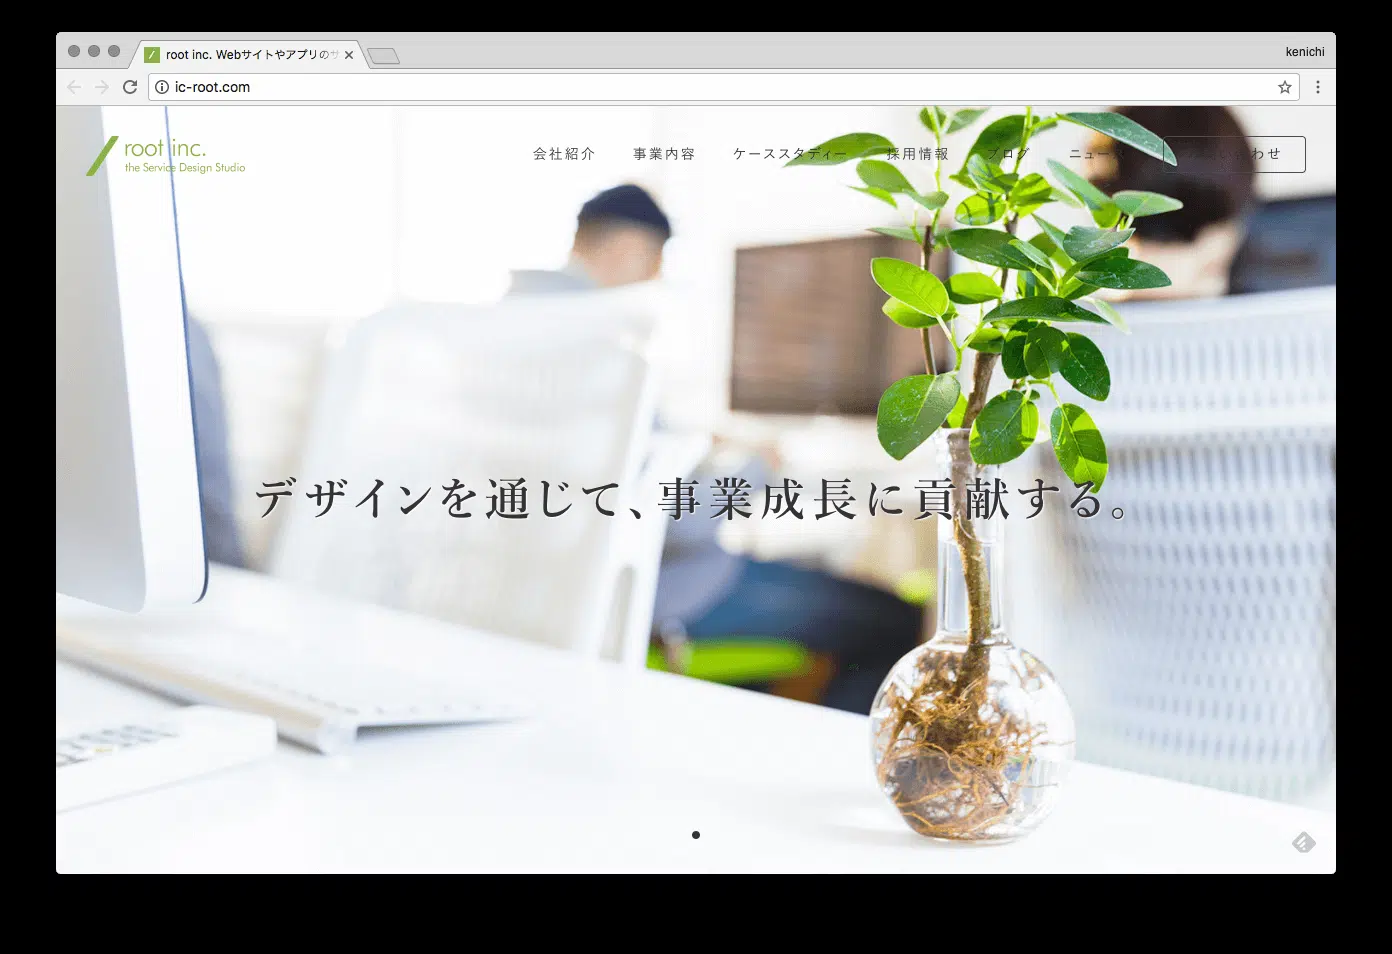 root inc. Webサイトやアプリのサ
kenichi
ic-root.com
root inc.
the Service Design Studio
会社紹介
事業内容
ケーススタディー
採用情報
ブログ
ニュー
わせ
デザインを通じて、事業成長に貢献する。